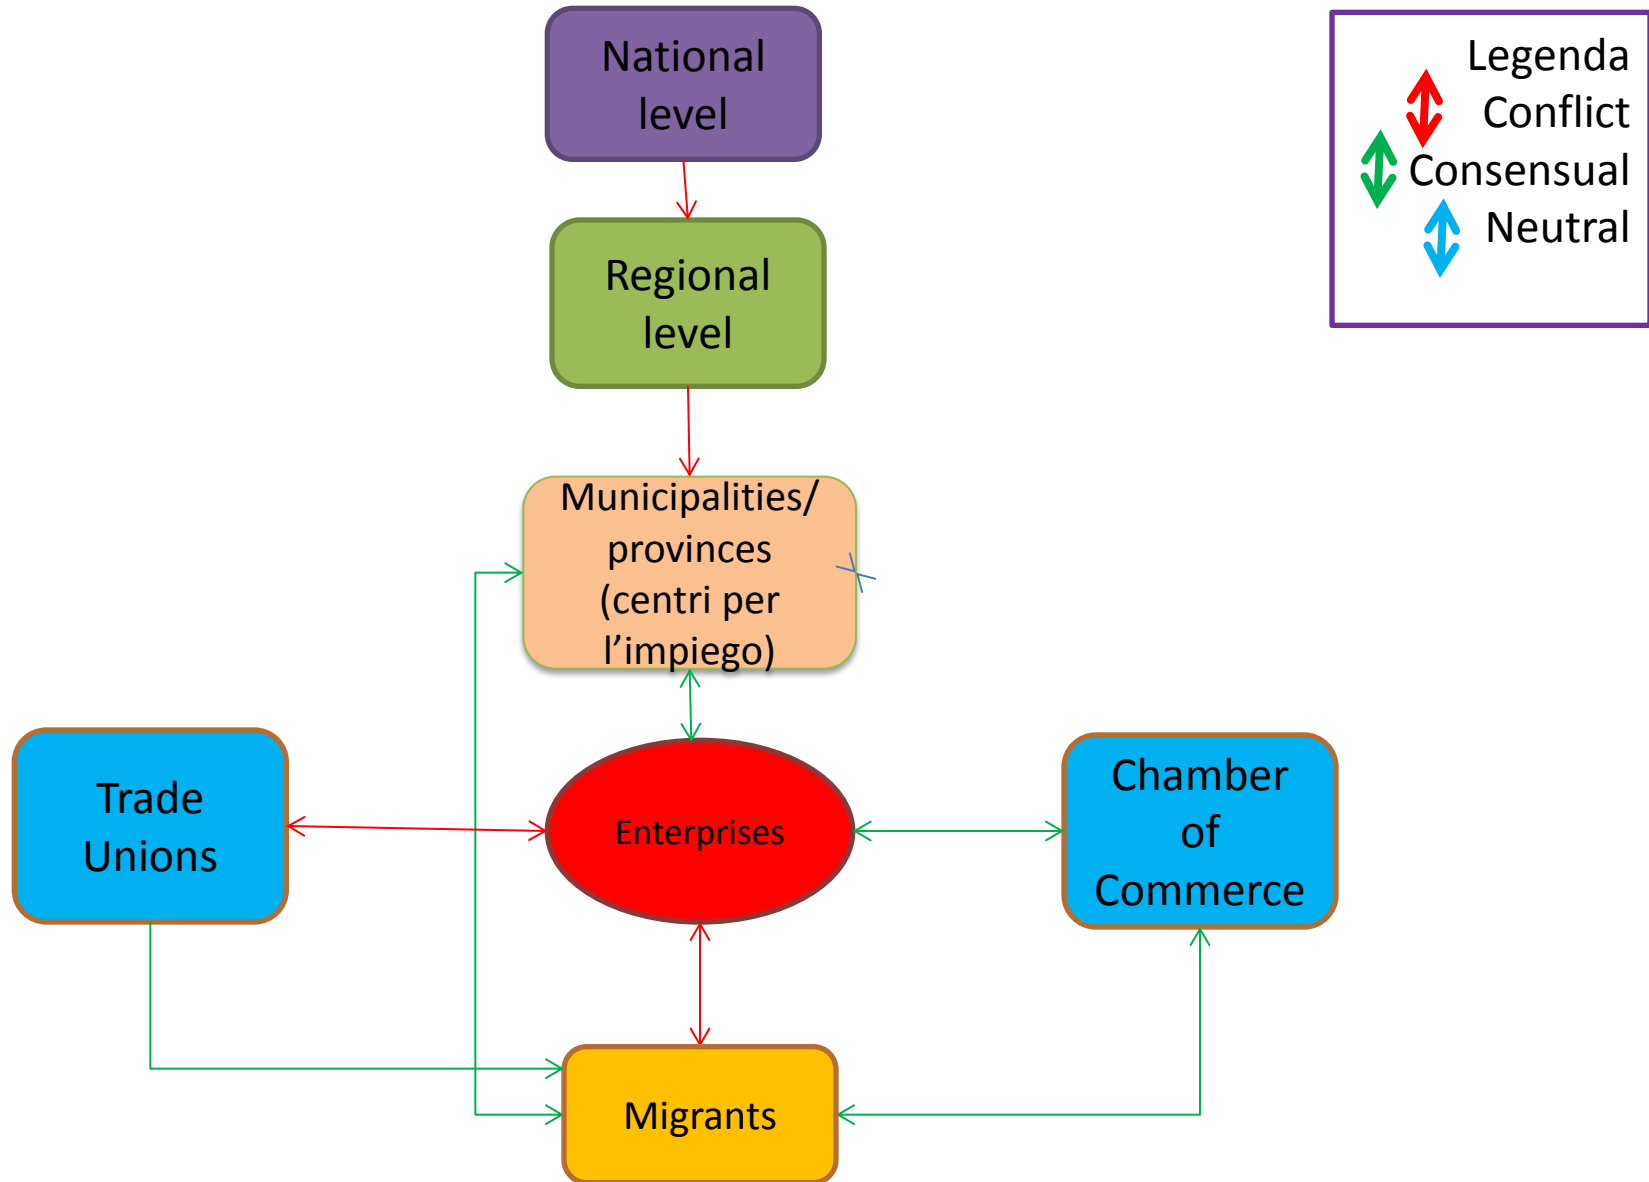 National
level
Legenda
Conflict
Consensual
Neutral
Regional
level
Municipalities/
provinces
(centri per
l’impiego)
Trade
Unions
Enterprises
Chamber
of
Commerce
Migrants